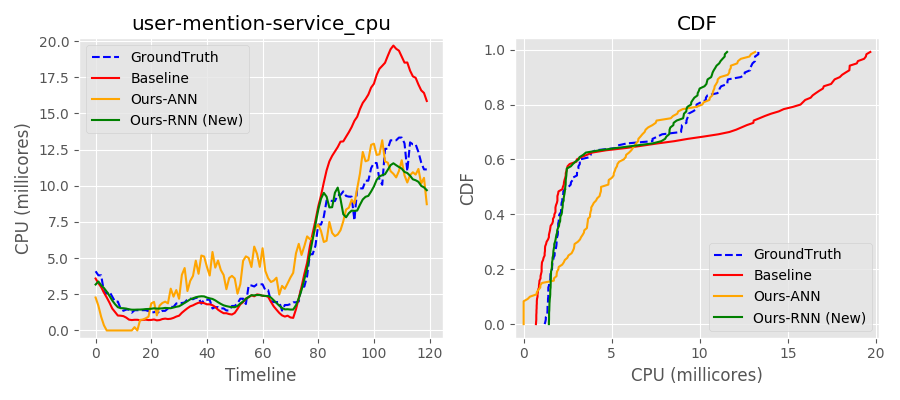 user-mention-service_cpu
CPU (millicores)
20.0
17.5
15.0
12.5
10.0
7.5
5.0
2.5
0.0
GroundTruth
Baseline
Ours-ANN
Ours-RNN (New)
0
20
40
60
80
100
120
Timeline
CDF
CDF
1.0
0.8
0.6
0.4
0.2
0.0
GroundTruth
Baseline
Ours-ANN
Ours-RNN (New)
0
5
10
15
20
CPU (millicores)